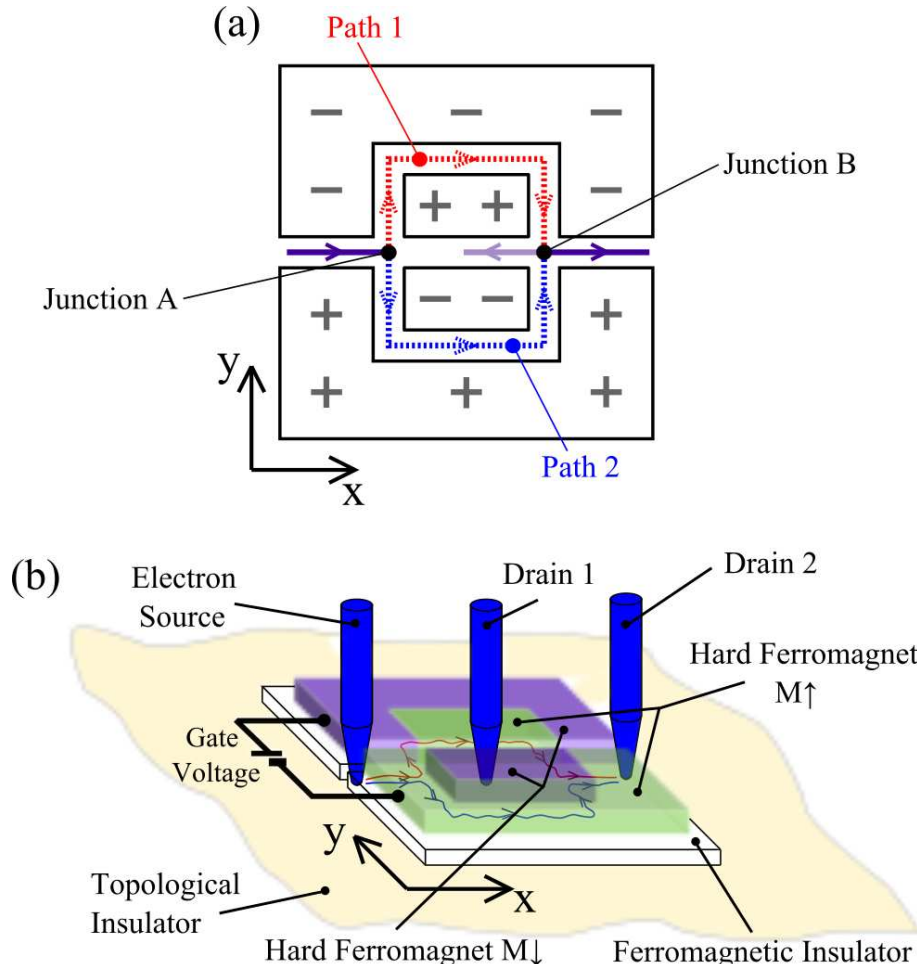 (a)
Path 1
− − −
Junction B
− + + −
Junction A
+ − − +
+ + +
y
x
Path 2
(b)
Electron
Source
Drain 1
Drain 2
Hard Ferromagnet
M↑
Gate
Voltage
y
x
Topological
Insulator
Hard Ferromagnet M↓
Ferromagnetic Insulator